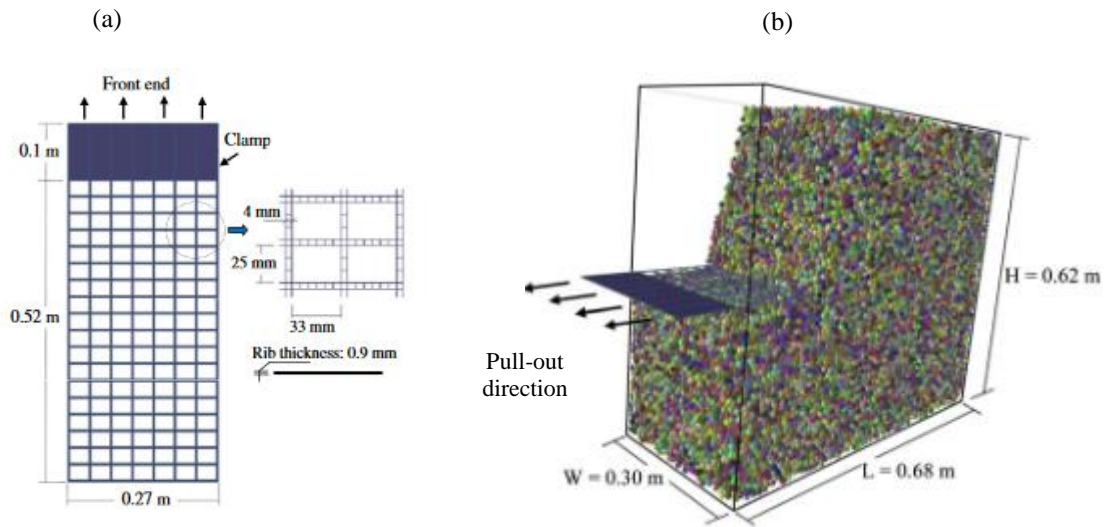 (a)
(b)
Front end
Clamp
0.1 m
4 mm
25 mm
33 mm
0.52 m
Rib thickness: 0.9 mm
0.27 m
H = 0.62 m
Pull-out
direction
W = 0.30 m
L = 0.68 m